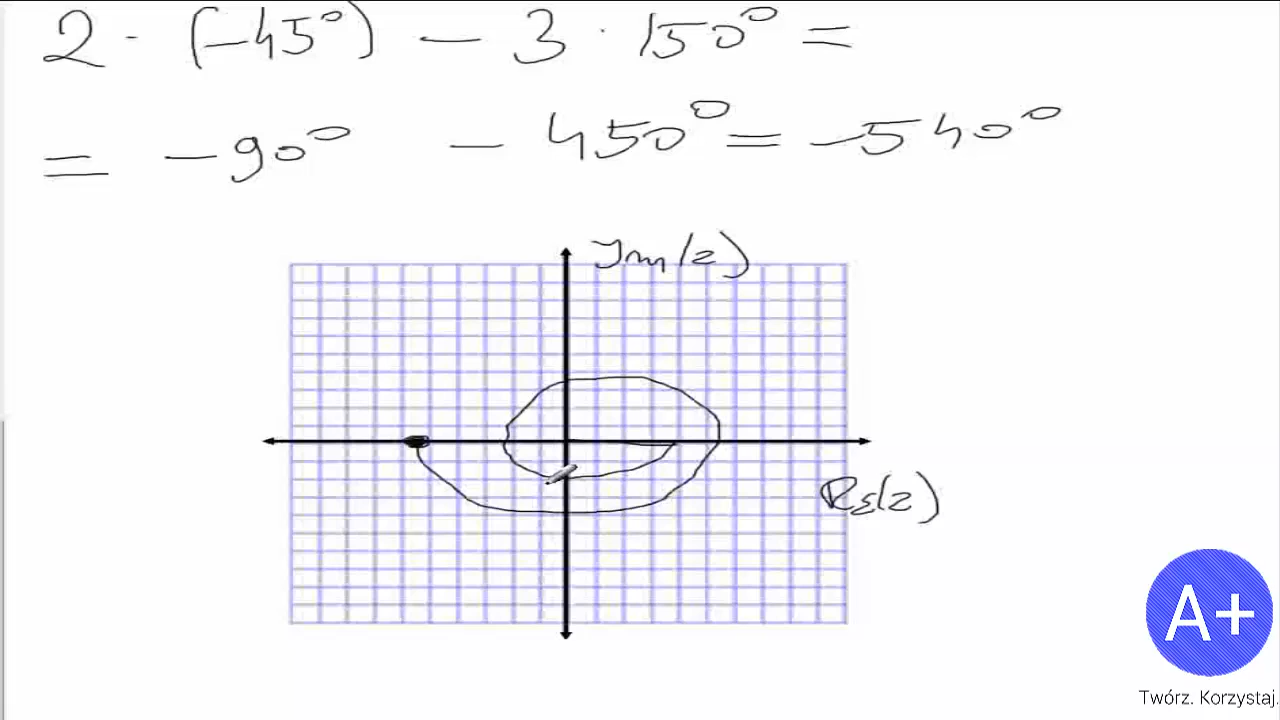 2 · (-45°) - 3 · 150° =
= -90° - 450° = -540°
Im(z)
Re(z)
A+
Twórz. Korzystaj.